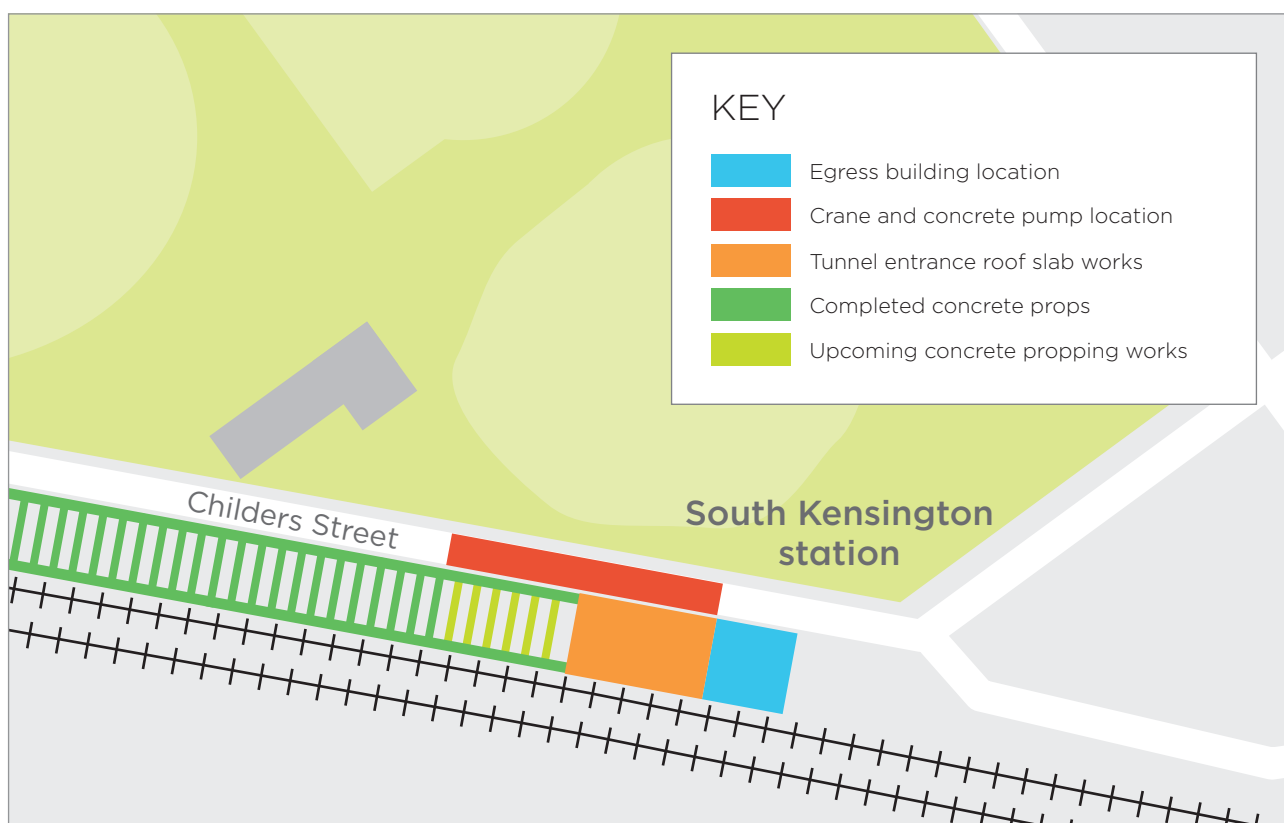 KEY
Egress building location
Crane and concrete pump location
Tunnel entrance roof slab works
Completed concrete props
Upcoming concrete propping works
Childers Street
South Kensington
station